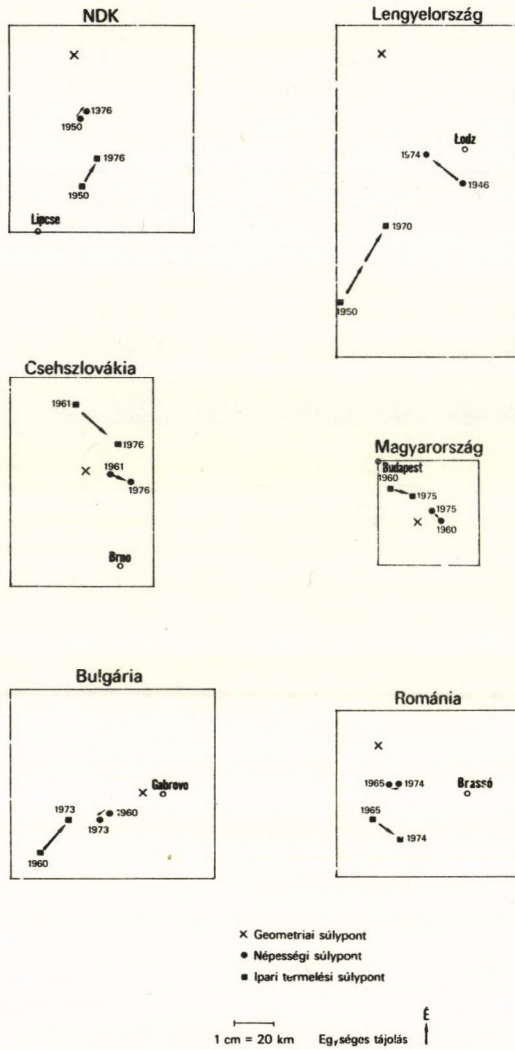 NDK
1376
1950
1976
1950
Lipcse
Lengyelország
Łodz
1974
1946
1970
1950
Csehszlovákia
1961
1976
1961
1976
Brno
Magyarország
Budapest
1960
1975
1975
1960
Bulgária
Gabrovo
1973
1960
1973
1960
Románia
1965
1974
Brassó
1965
1974
× Geometriai súlypont
● Népességi súlypont
■ Ipari termelési súlypont
1 cm = 20 km
Egységes tájolás
É